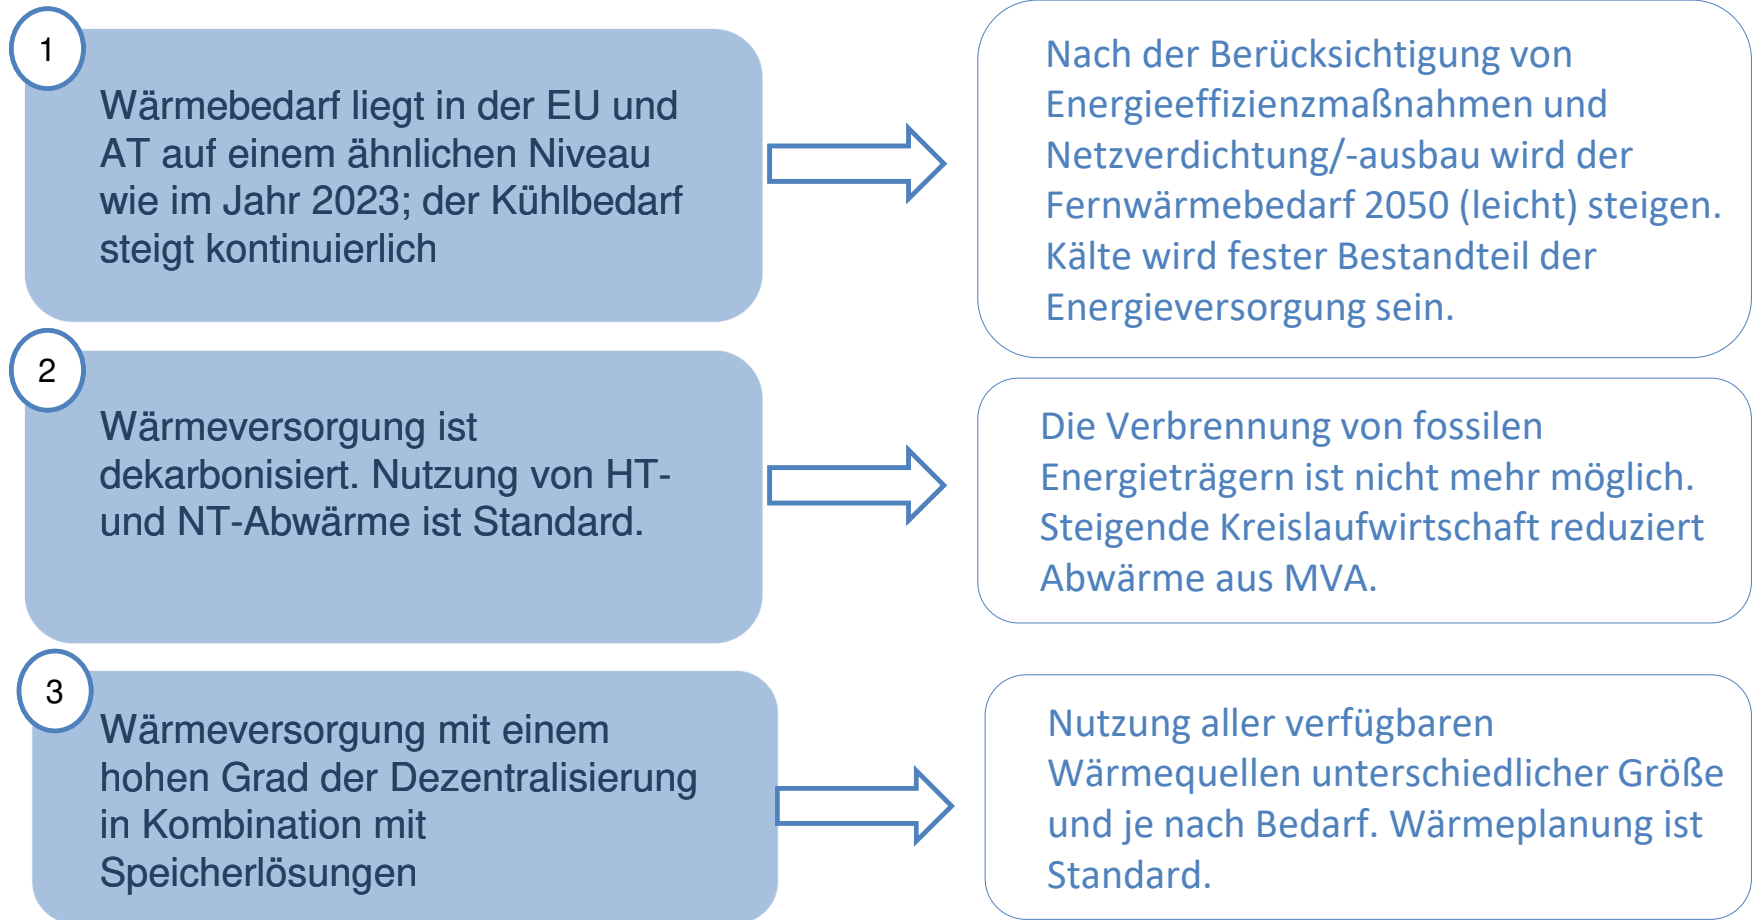 1
Wärmebedarf liegt in der EU und
AT auf einem ähnlichen Niveau
wie im Jahr 2023; der Kühlbedarf
steigt kontinuierlich
Nach der Berücksichtigung von
Energieeffizienzmaßnahmen und
Netzverdichtung/-ausbau wird der
Fernwärmebedarf 2050 (leicht) steigen.
Kälte wird fester Bestandteil der
Energieversorgung sein.
2
Wärmeversorgung ist
dekarbonisiert. Nutzung von HT-
und NT-Abwärme ist Standard.
Die Verbrennung von fossilen
Energieträgern ist nicht mehr möglich.
Steigende Kreislaufwirtschaft reduziert
Abwärme aus MVA.
3
Wärmeversorgung mit einem
hohen Grad der Dezentralisierung
in Kombination mit
Speicherlösungen
Nutzung aller verfügbaren
Wärmequellen unterschiedlicher Größe
und je nach Bedarf. Wärmeplanung ist
Standard.